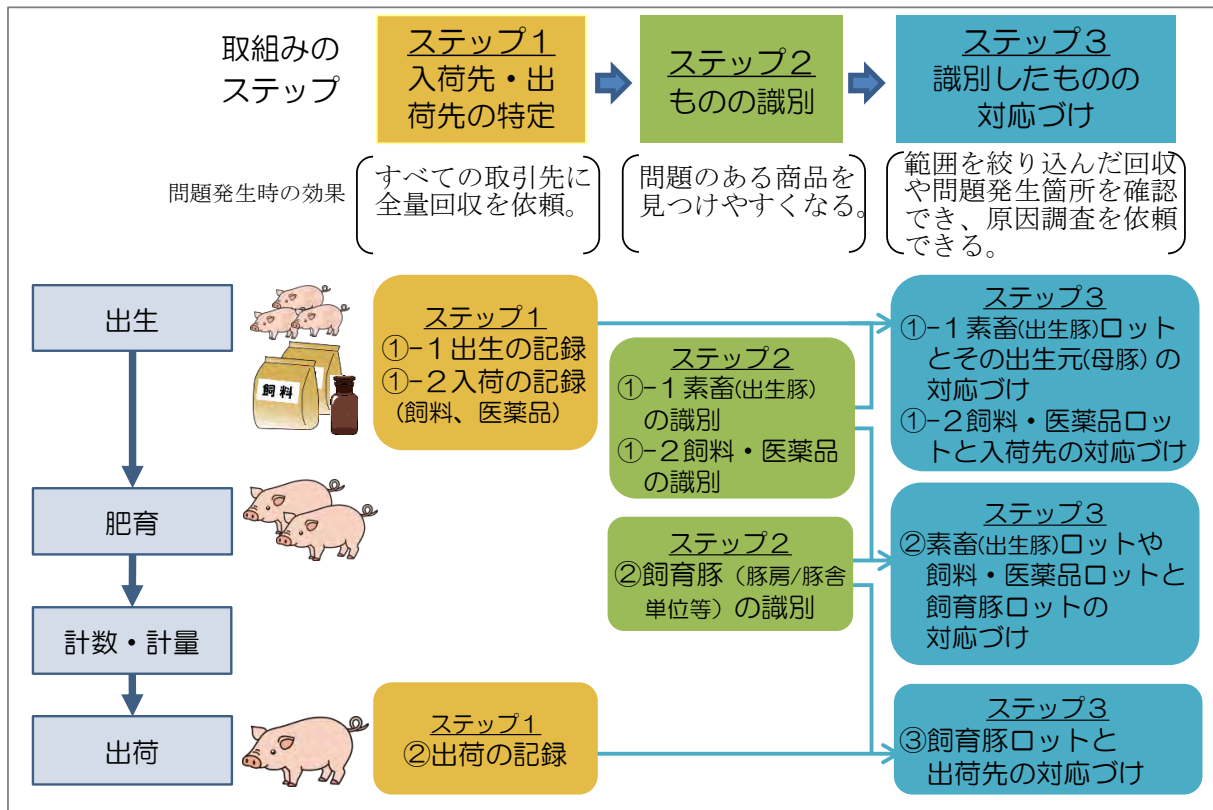 取組みの
ステップ
ステップ1
入荷先・出
荷先の特定
ステップ2
ものの識別
ステップ3
識別したものの
対応づけ
問題発生時の効果
すべての取引先に
全量回収を依頼。
問題のある商品を
見つけやすくなる。
範囲を絞り込んだ回収
や問題発生箇所を確認
でき、原因調査を依頼
できる。
出生
飼料
ステップ1
①-1出生の記録
①-2入荷の記録
(飼料、医薬品)
ステップ2
①-1素畜(出生豚)
の識別
①-2飼料・医薬品
の識別
ステップ3
①-1素畜(出生豚)ロット
とその出生元(母豚) の
対応づけ
①-2飼料・医薬品ロッ
トと入荷先の対応づけ
肥育
ステップ2
②飼育豚（豚房/豚舎
単位等）の識別
ステップ3
②素畜(出生豚)ロットや
飼料・医薬品ロットと
飼育豚ロットの
対応づけ
計数・計量
出荷
ステップ1
②出荷の記録
ステップ3
③飼育豚ロットと
出荷先の対応づけ